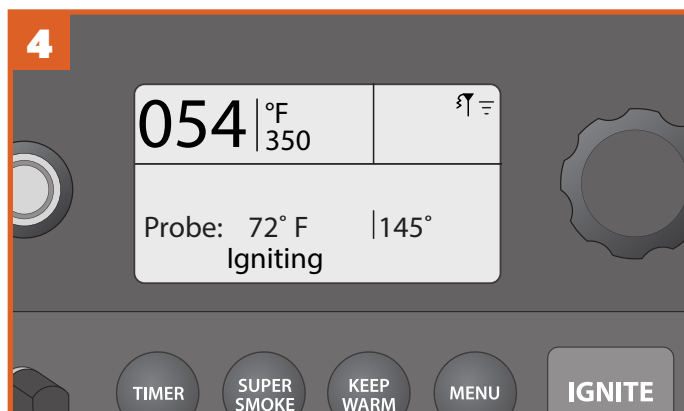 4
054 °F
350
Probe: 72° F 145°
Igniting
TIMER
SUPER
SMOKE
KEEP
WARM
MENU
IGNITE